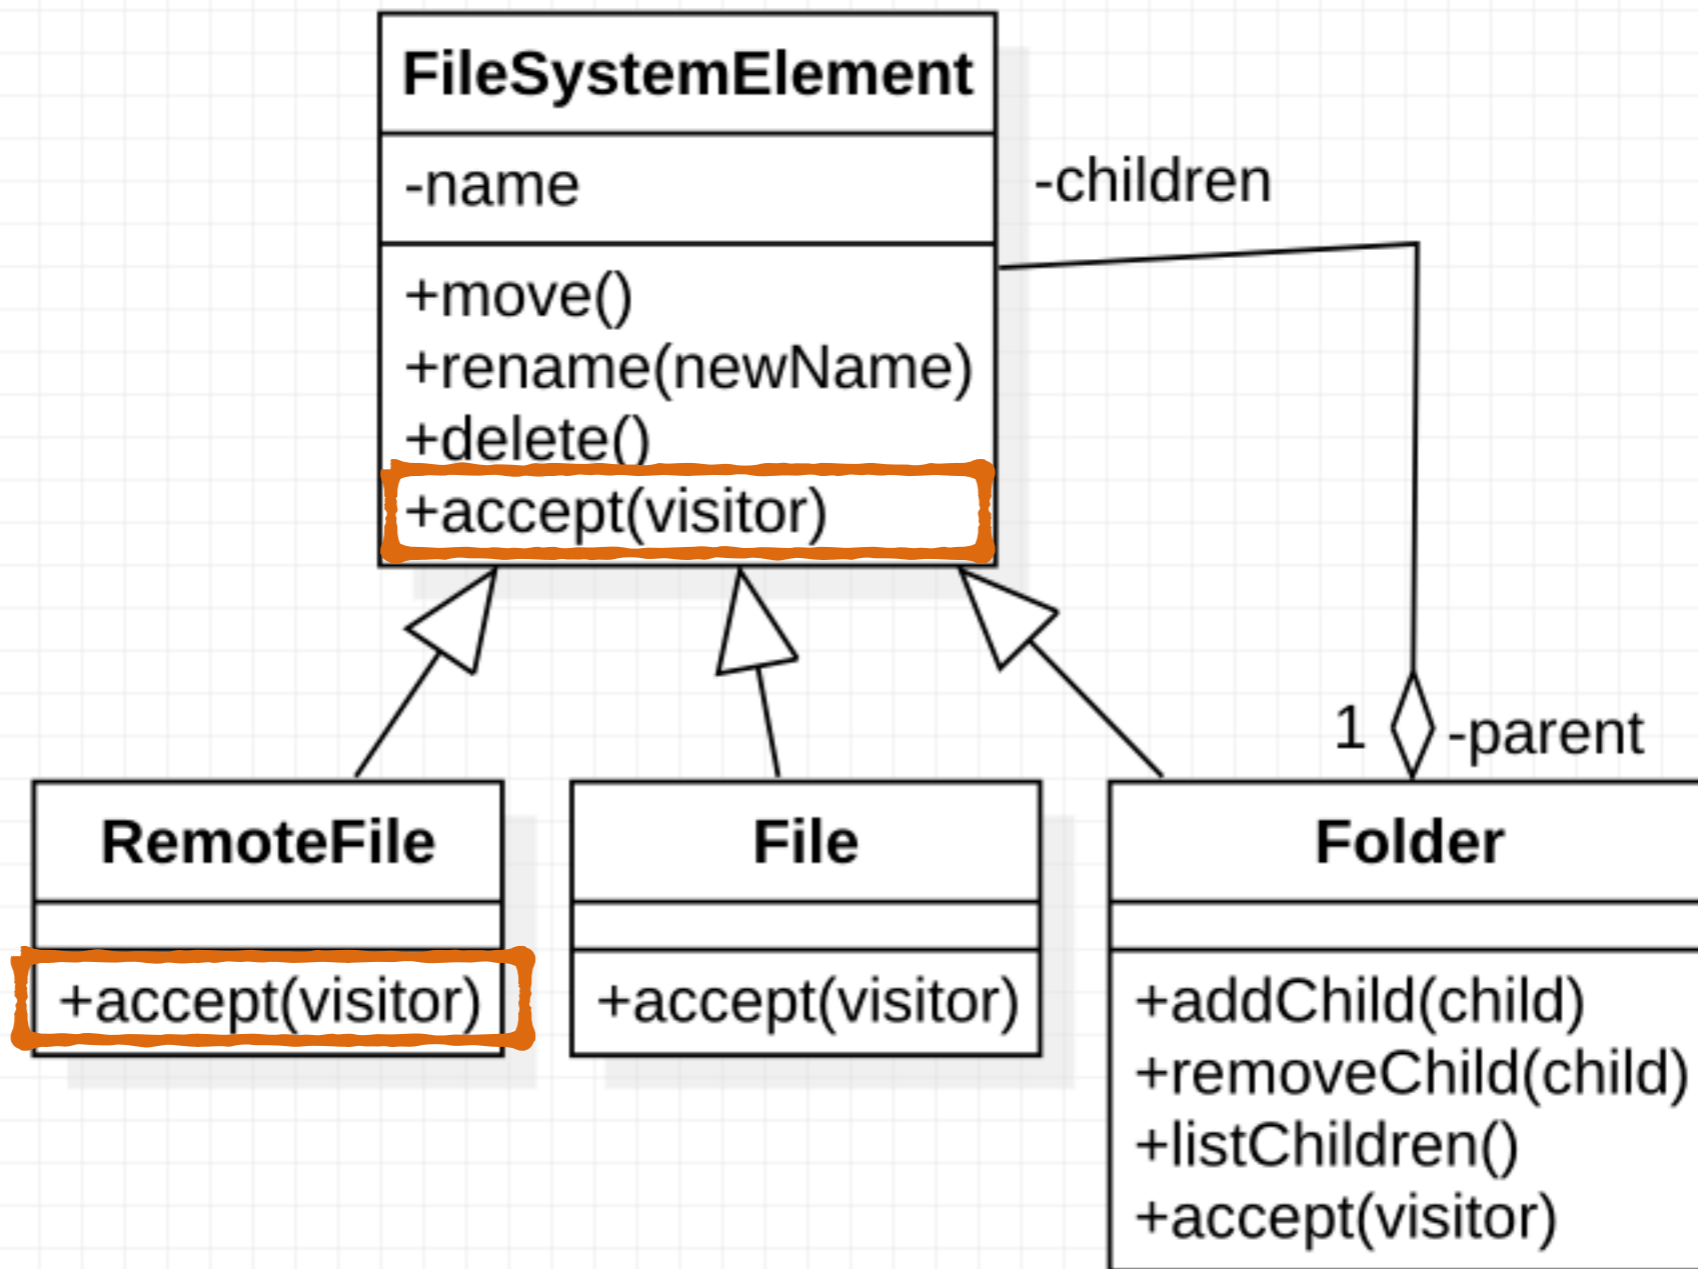 FileSystemElement
-name
+move()
+rename(newName)
+delete()
+accept(visitor)
-children
1
-parent
RemoteFile
+accept(visitor)
File
+accept(visitor)
Folder
+addChild(child)
+removeChild(child)
+listChildren()
+accept(visitor)